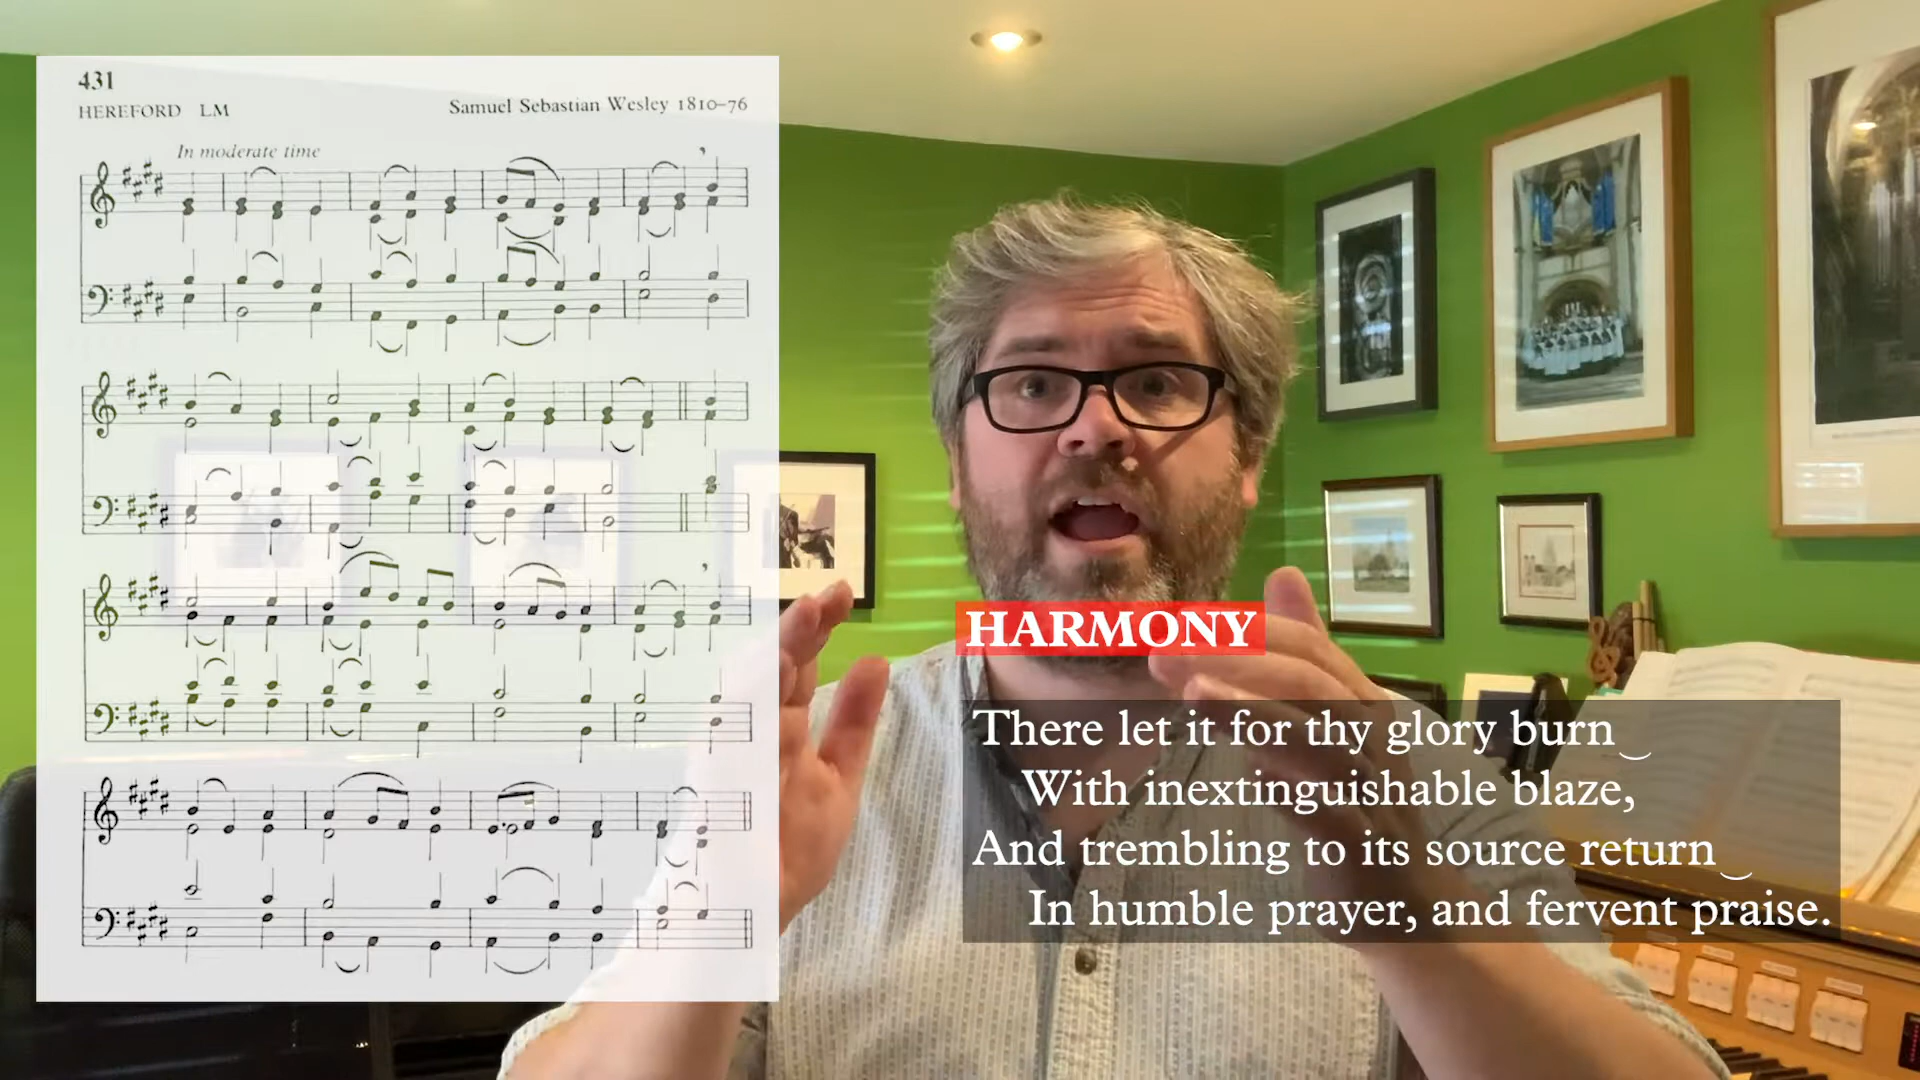 431
HEREFORD LM
Samuel Sebastian Wesley 1810–76
In moderate time
HARMONY
There let it for thy glory burn‿
With inextinguishable blaze,
And trembling to its source return‿
In humble prayer, and fervent praise.